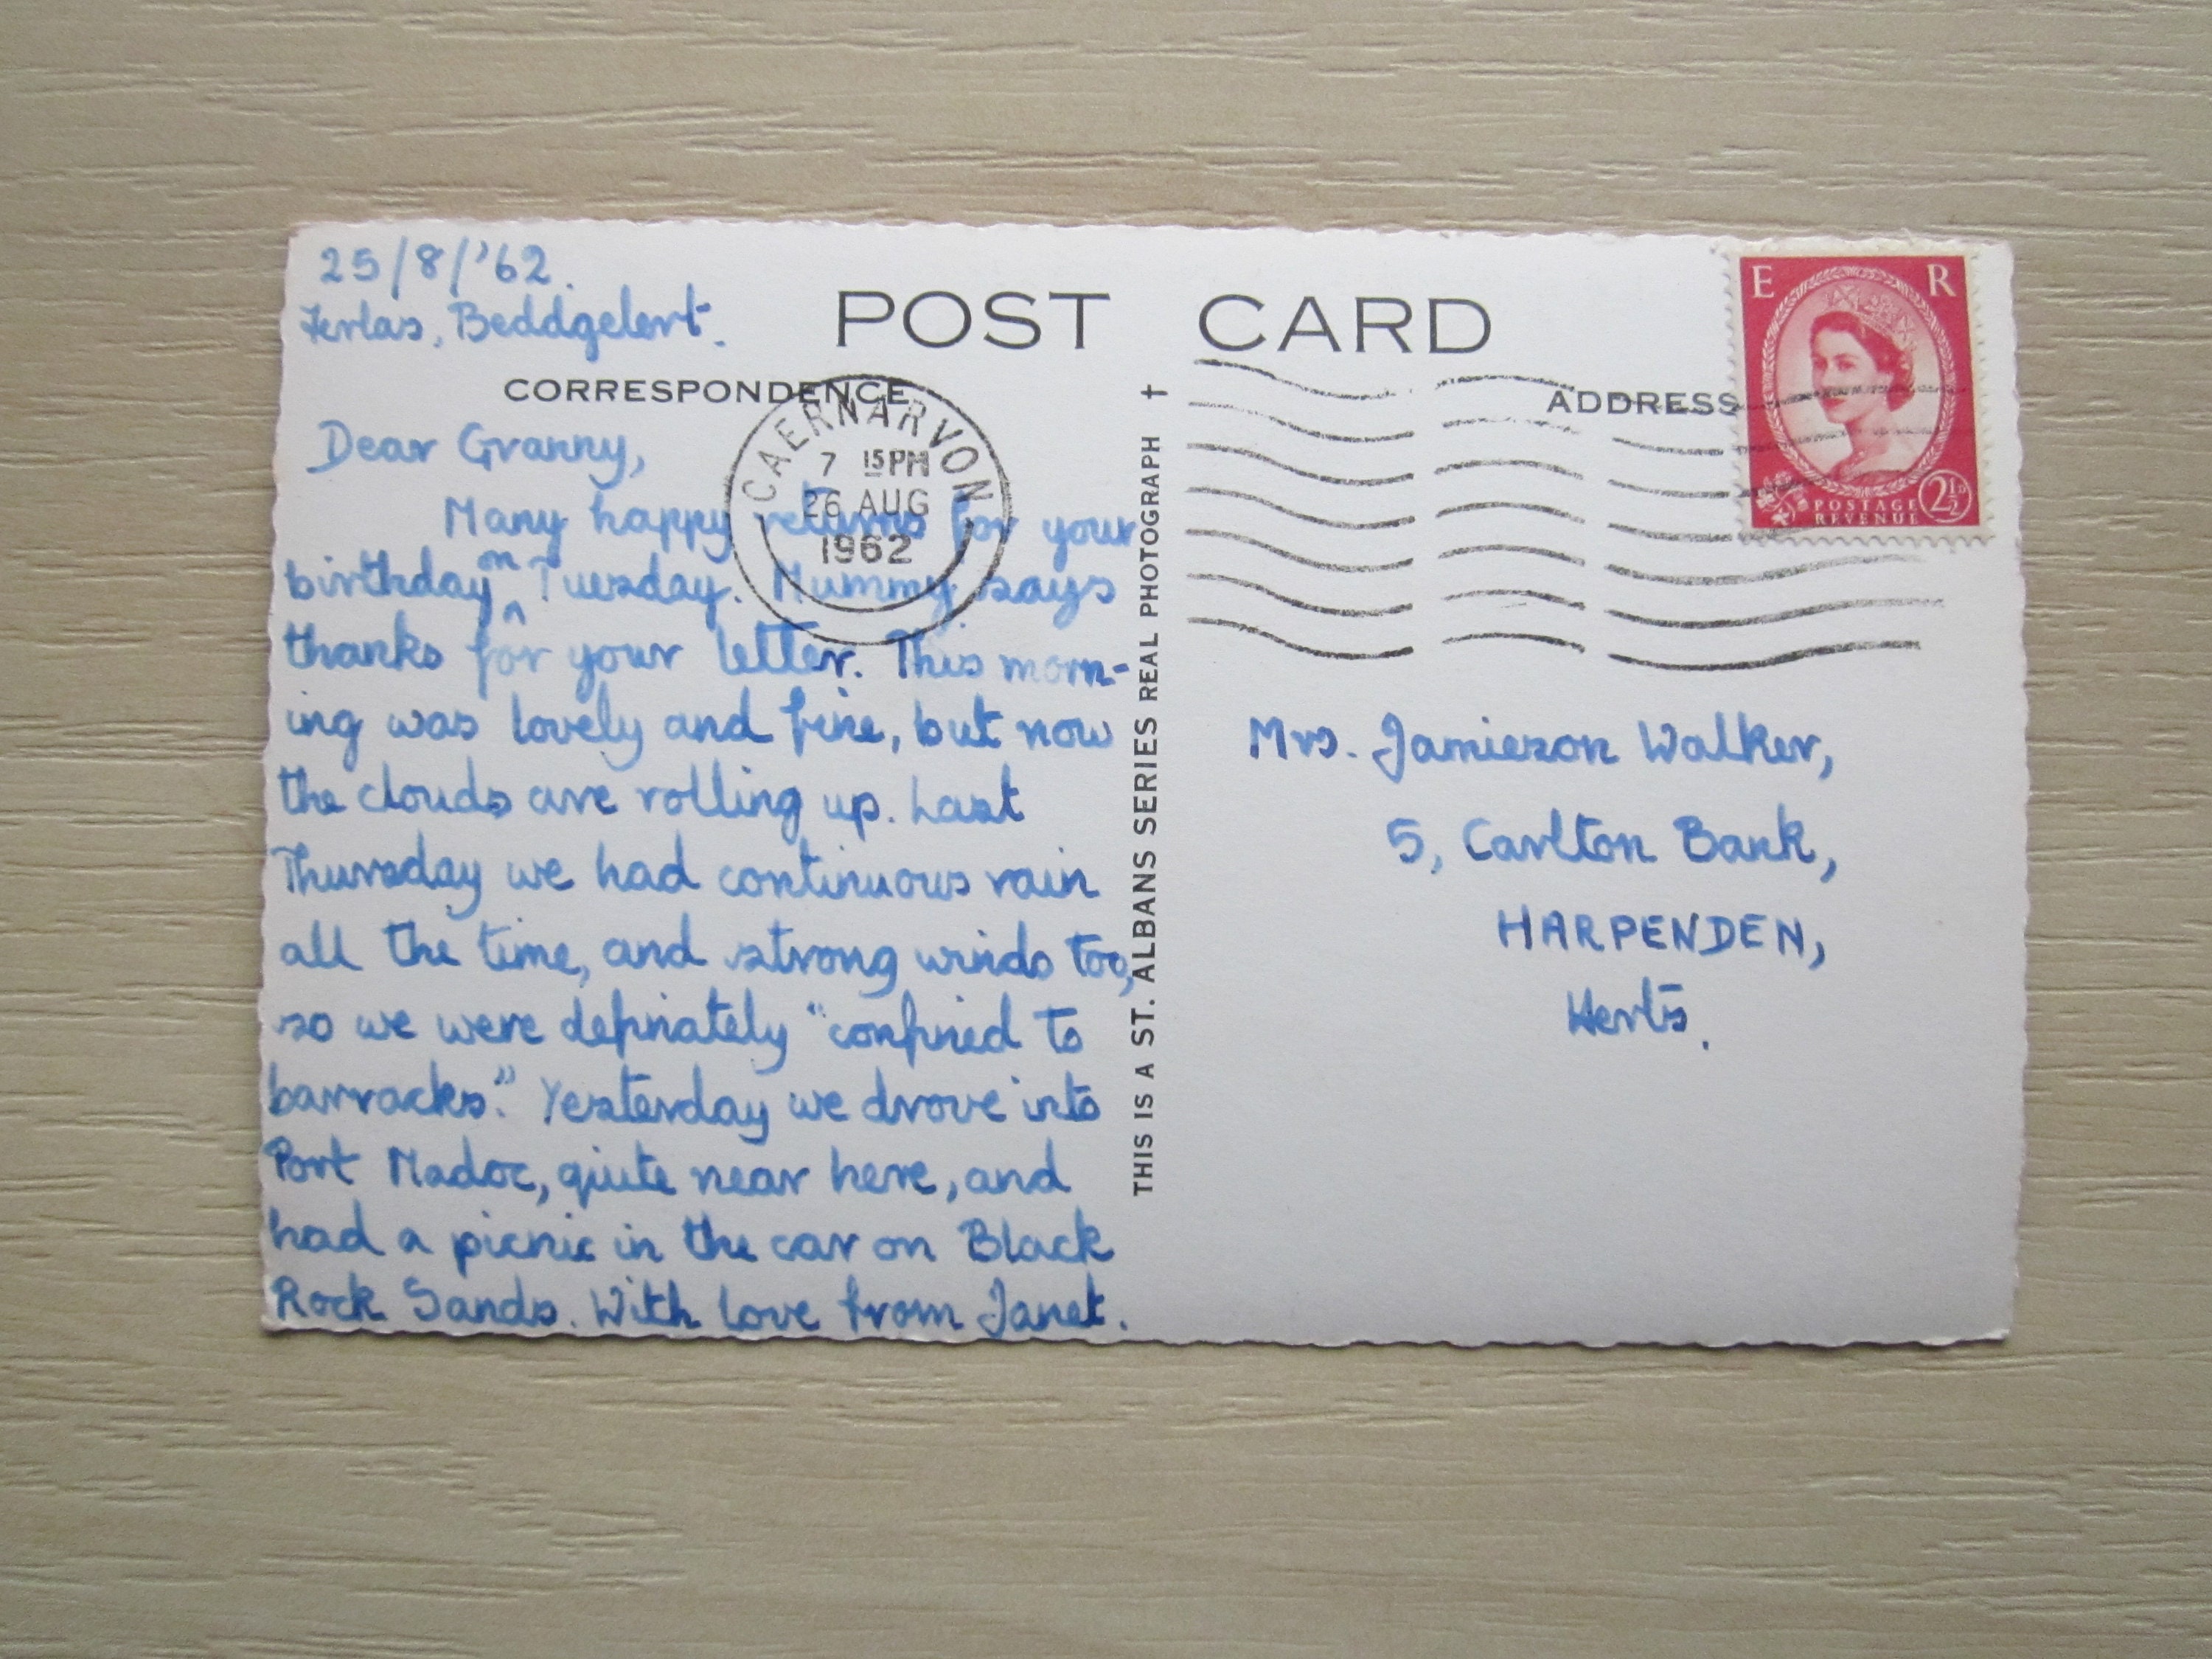 25/8/'62.
Ferlas, Beddgelert.
POST CARD
CORRESPONDENCE
ADDRESS
CAERNARVON
7 15PM
26 AUG
1962
E R
POSTAGE
REVENUE
2½D
Dear Granny,
Many happy returns for your
birthday on Tuesday. Mummy says
thanks for your letter. This morn-
ing was lovely and fine, but now
the clouds are rolling up. Last
Thursday we had continuous rain
all the time, and strong winds too,
so we were definately "confined to
barracks." Yesterday we drove into
Port Madoc, qiute near here, and
had a picnic in the car on Black
Rock Sands. With love from Janet.
THIS IS A ST. ALBANS SERIES REAL PHOTOGRAPH
Mrs. Jamieson Walker,
5, Carlton Bank,
HARPENDEN,
Herts.